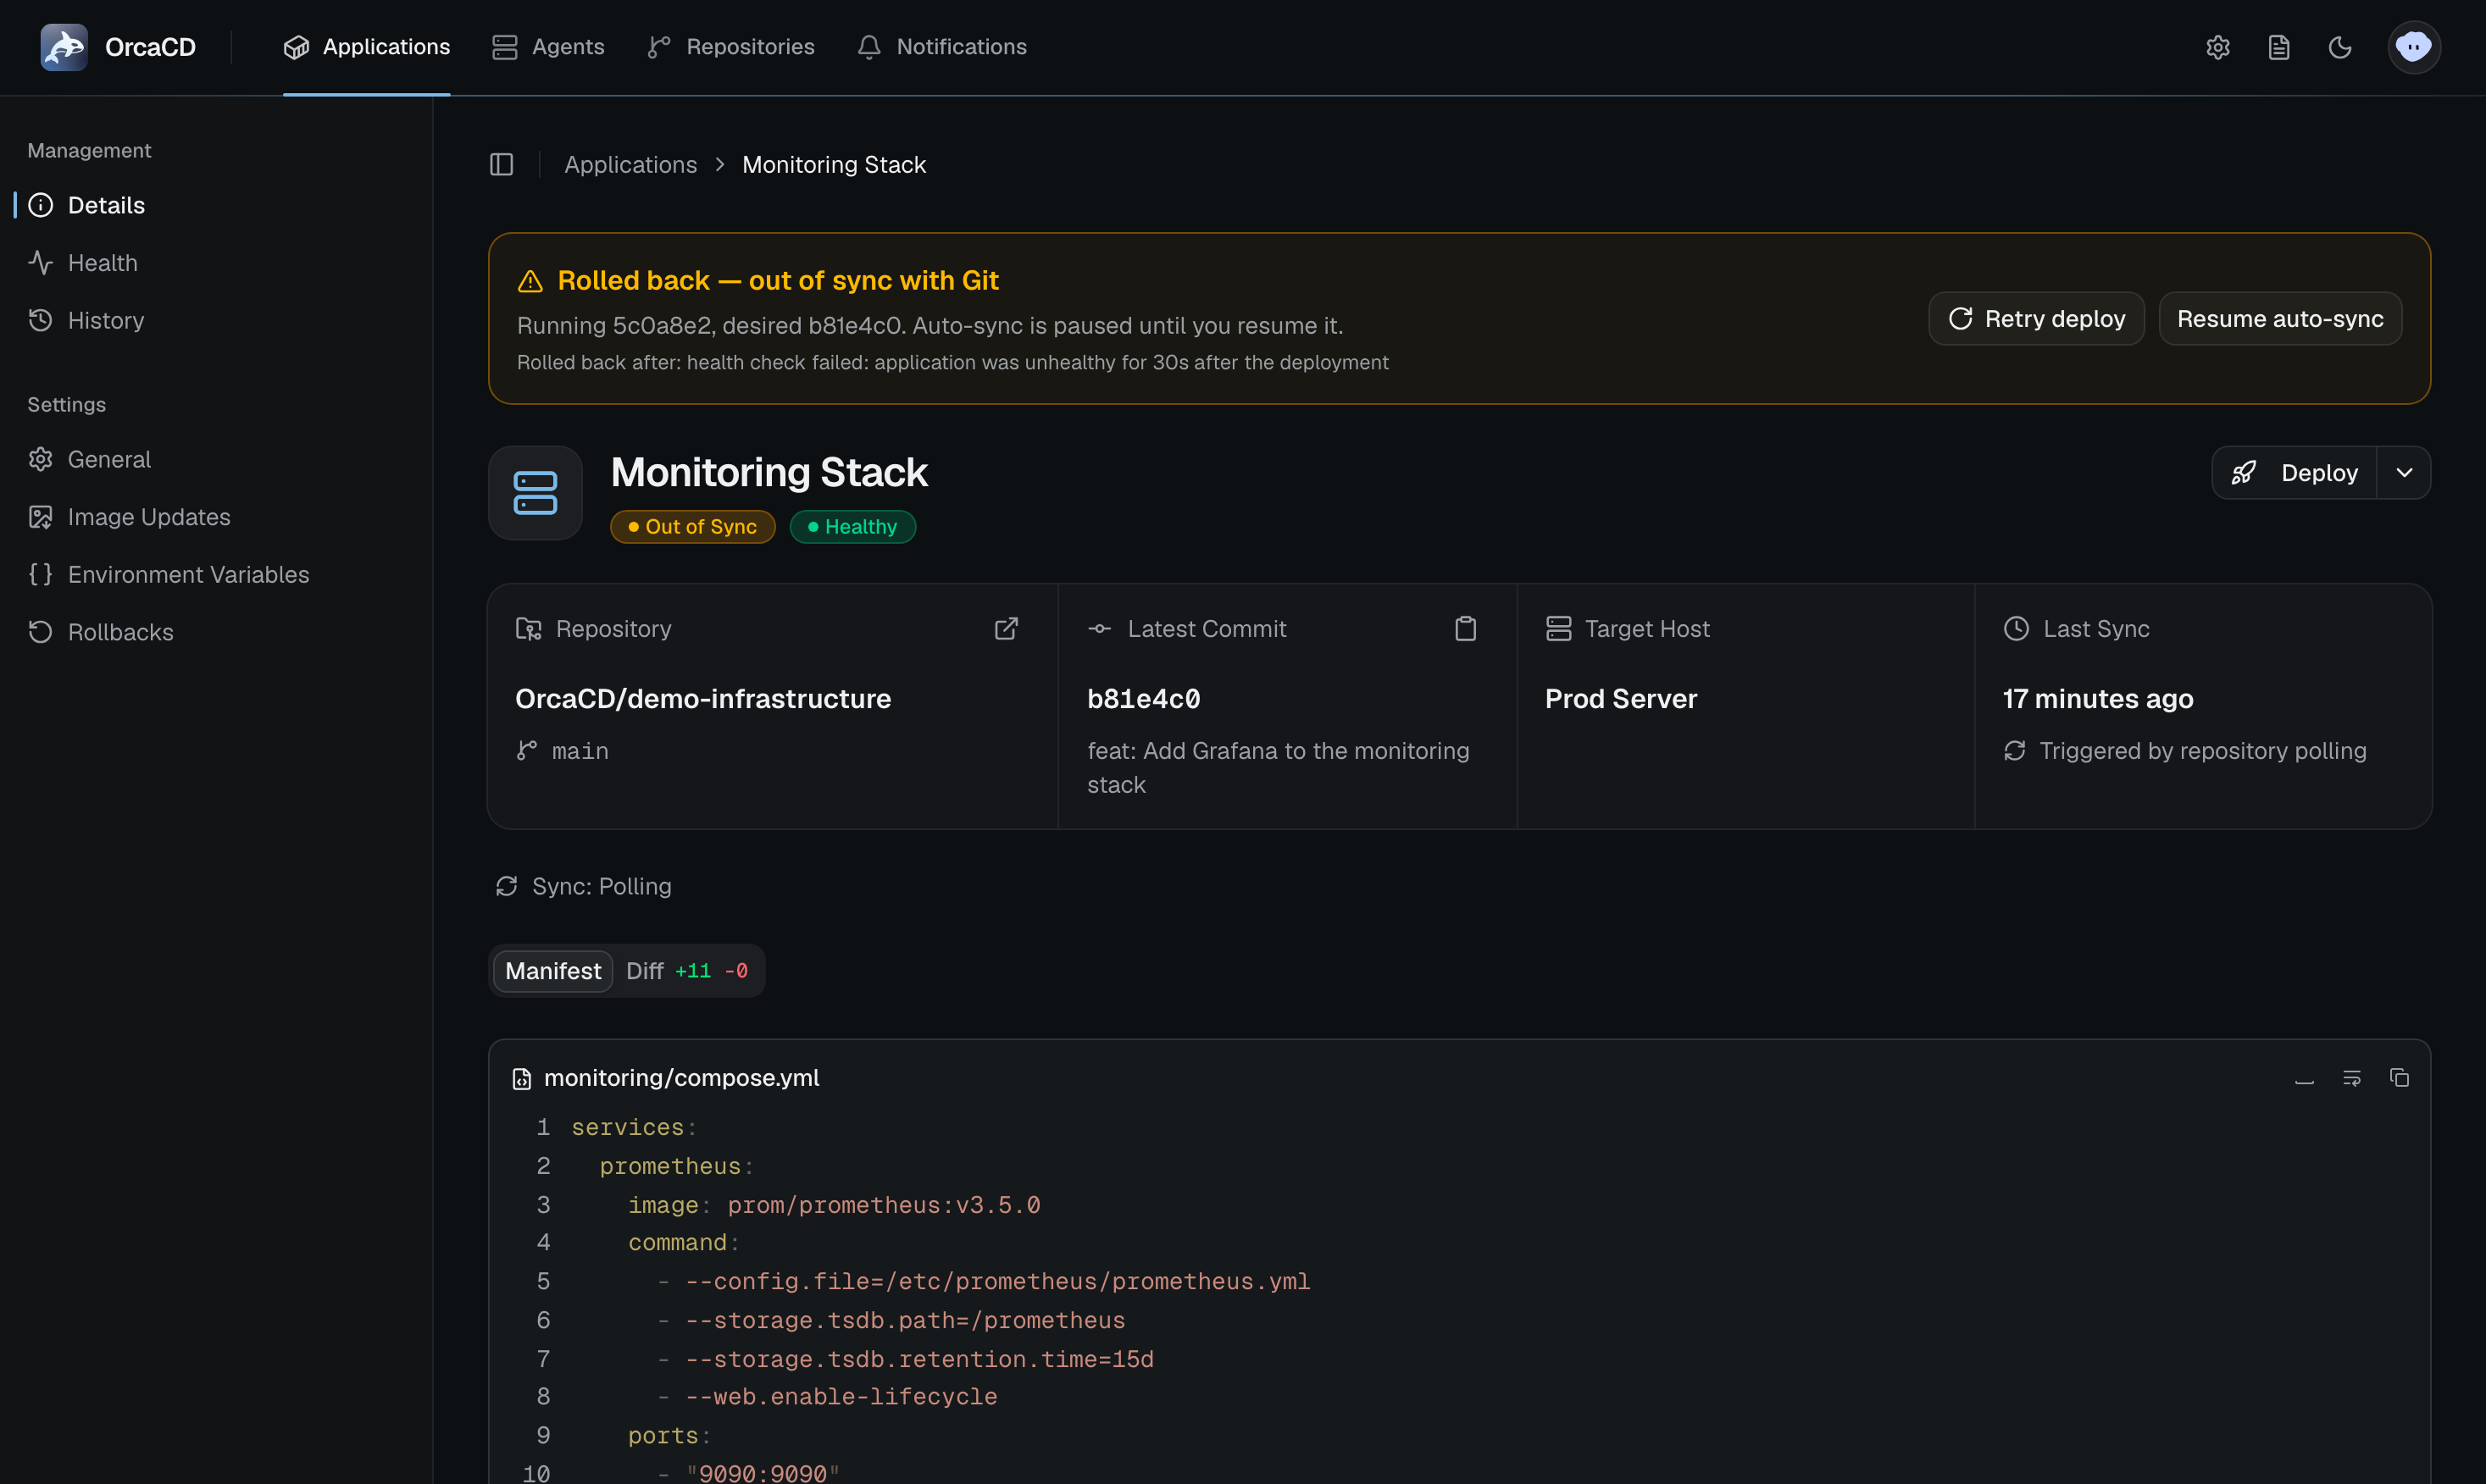 OrcaCD
Applications
Agents
Repositories
Notifications
Management
Details
Health
History
Settings
General
Image Updates
Environment Variables
Rollbacks
Applications > Monitoring Stack
Rolled back — out of sync with Git
Running 5c0a8e2, desired b81e4c0. Auto-sync is paused until you resume it.
Rolled back after: health check failed: application was unhealthy for 30s after the deployment
Retry deploy
Resume auto-sync
Monitoring Stack
Out of Sync
Healthy
Deploy
Repository
OrcaCD/demo-infrastructure
main
Latest Commit
b81e4c0
feat: Add Grafana to the monitoring
stack
Target Host
Prod Server
Last Sync
17 minutes ago
Triggered by repository polling
Sync: Polling
Manifest
Diff +11 -0
monitoring/compose.yml
1 services:
2   prometheus:
3     image: prom/prometheus:v3.5.0
4     command:
5       - --config.file=/etc/prometheus/prometheus.yml
6       - --storage.tsdb.path=/prometheus
7       - --storage.tsdb.retention.time=15d
8       - --web.enable-lifecycle
9     ports:
10       - "9090:9090"